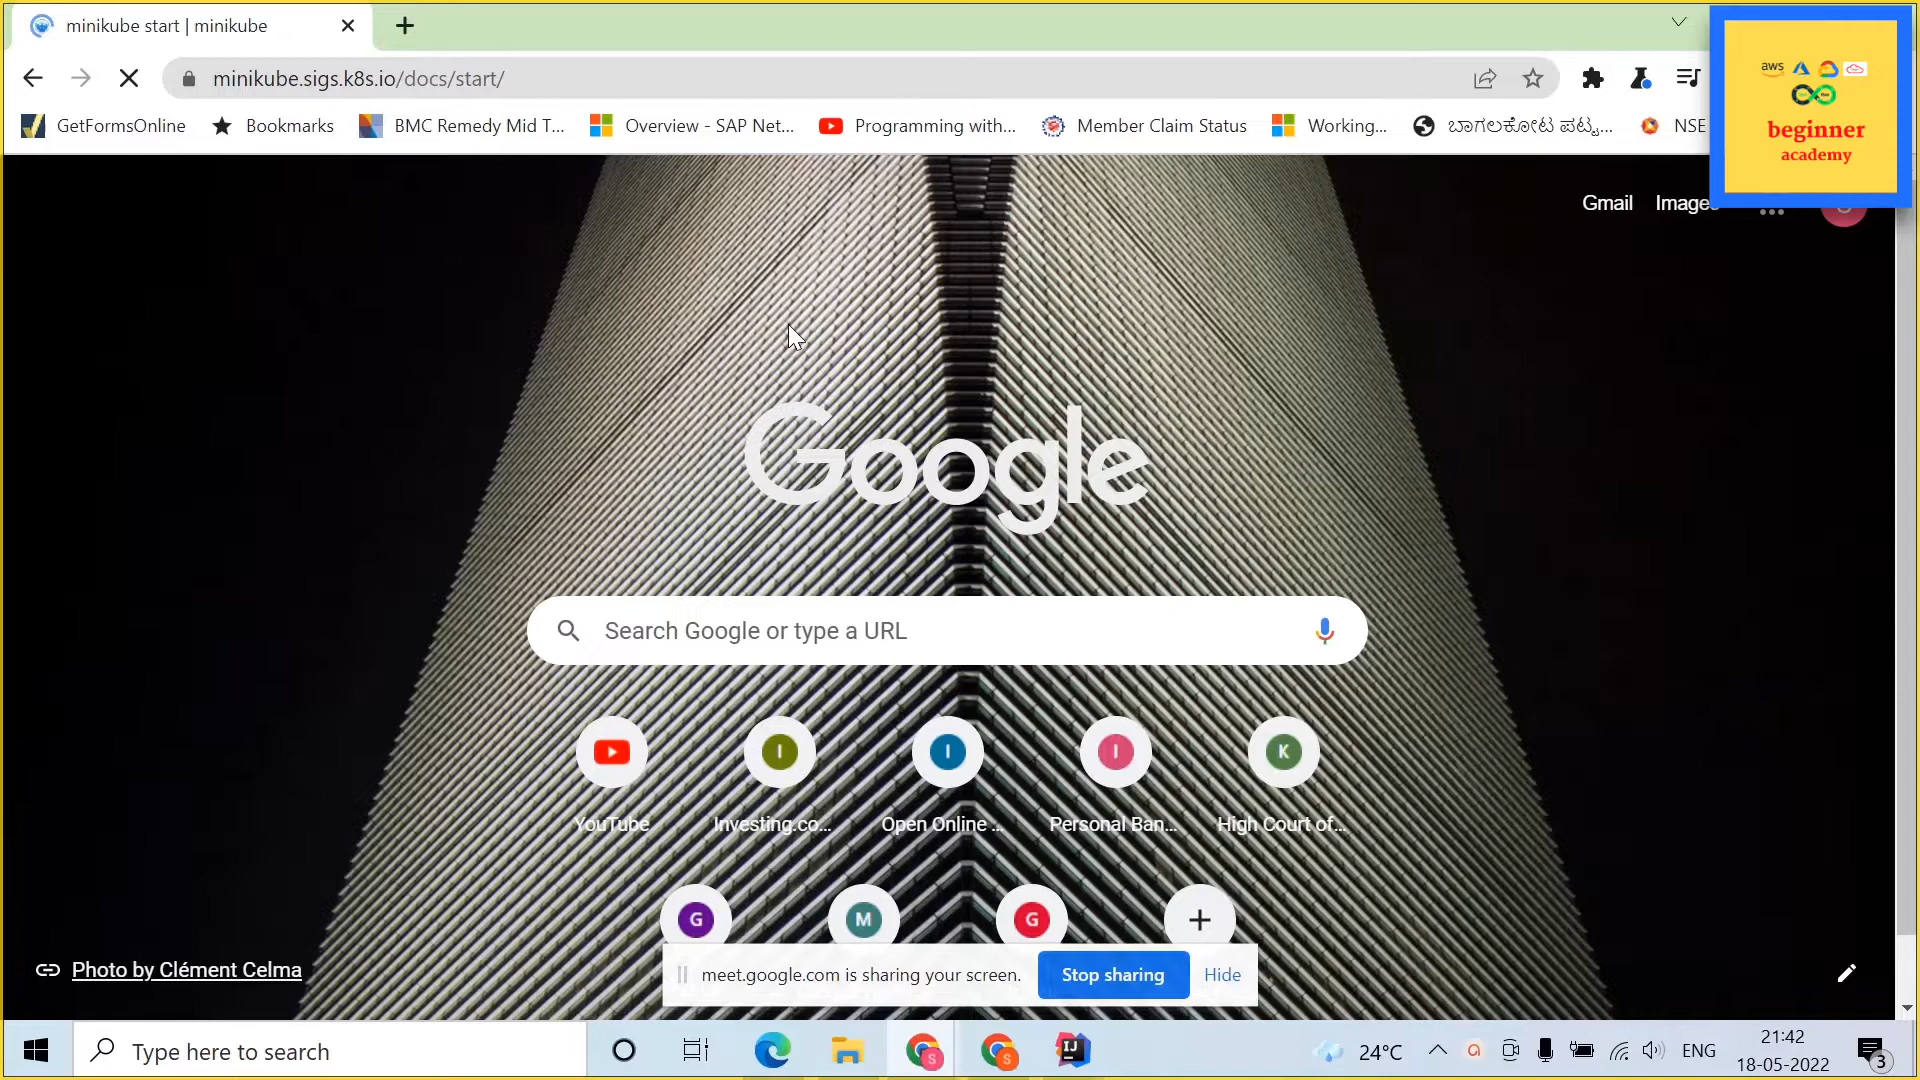 minikube start | minikube
minikube.sigs.k8s.io/docs/start/
GetFormsOnline
Bookmarks
BMC Remedy Mid T...
Overview - SAP Net...
Programming with...
Member Claim Status
Working...
ಬಾಗಲಕೋಟ ಪಟ್ಟ...
NSE
aws
beginner
academy
Gmail
Images
Google
Search Google or type a URL
I
I
I
K
YouTube
Investing.co...
Open Online ...
Personal Ban...
High Court of...
G
M
G
Photo by Clément Celma
meet.google.com is sharing your screen.
Stop sharing
Hide
Type here to search
S
S
IJ
24°C
ENG
21:42
18-05-2022
3